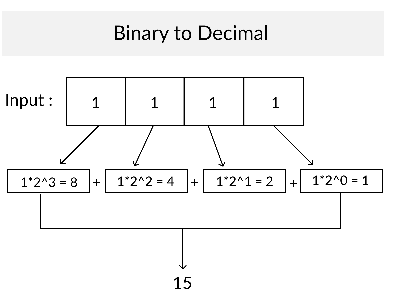 Binary to Decimal
Input : 1 1 1 1
1*2^3 = 8 + 1*2^2 = 4 + 1*2^1 = 2 + 1*2^0 = 1
15